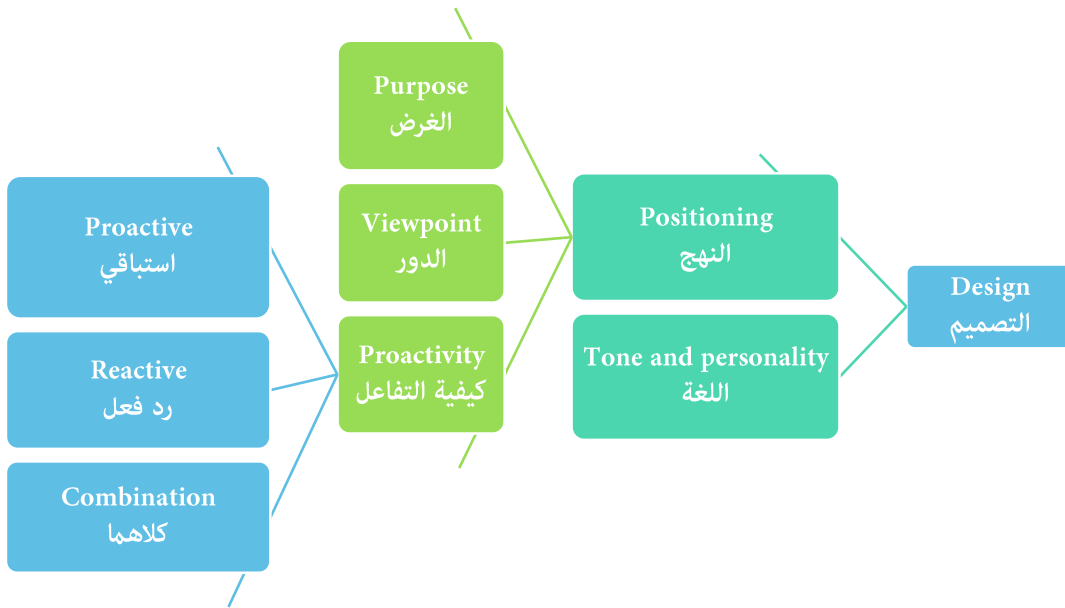 Purpose
الغرض
Viewpoint
الدور
Proactivity
كيفية التفاعل
Proactive
استباقي
Reactive
رد فعل
Combination
كلاهما
Positioning
النهج
Tone and personality
اللغة
Design
التصميم